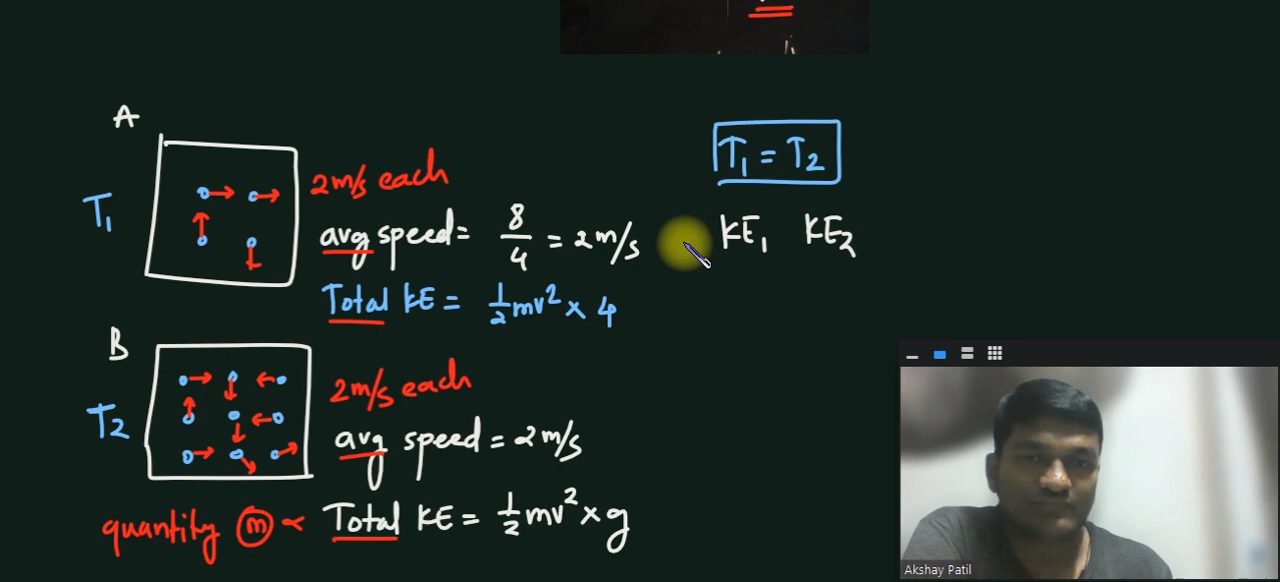 A
T₁
2m/s each
avg speed = 8/4 = 2m/s
Total KE = ½mv² × 4
T₁ = T₂
KE₁ KE₂
B
T₂
2m/s each
avg speed = 2m/s
quantity m ∝ Total KE = ½mv² × 9
Akshay Patil